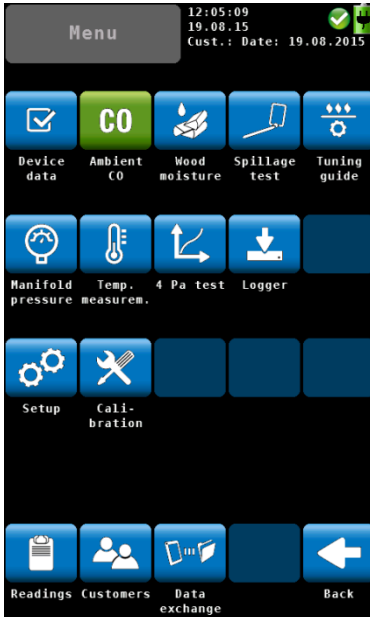 Menu
12:05:09
19.08.15
Cust.: Date: 19.08.2015
CO
Device
data
Ambient
CO
Wood
moisture
Spillage
test
Tuning
guide
Manifold
pressure
Temp.
measurem.
4 Pa test
Logger
Setup
Cali-
bration
Readings
Customers
Data
exchange
Back